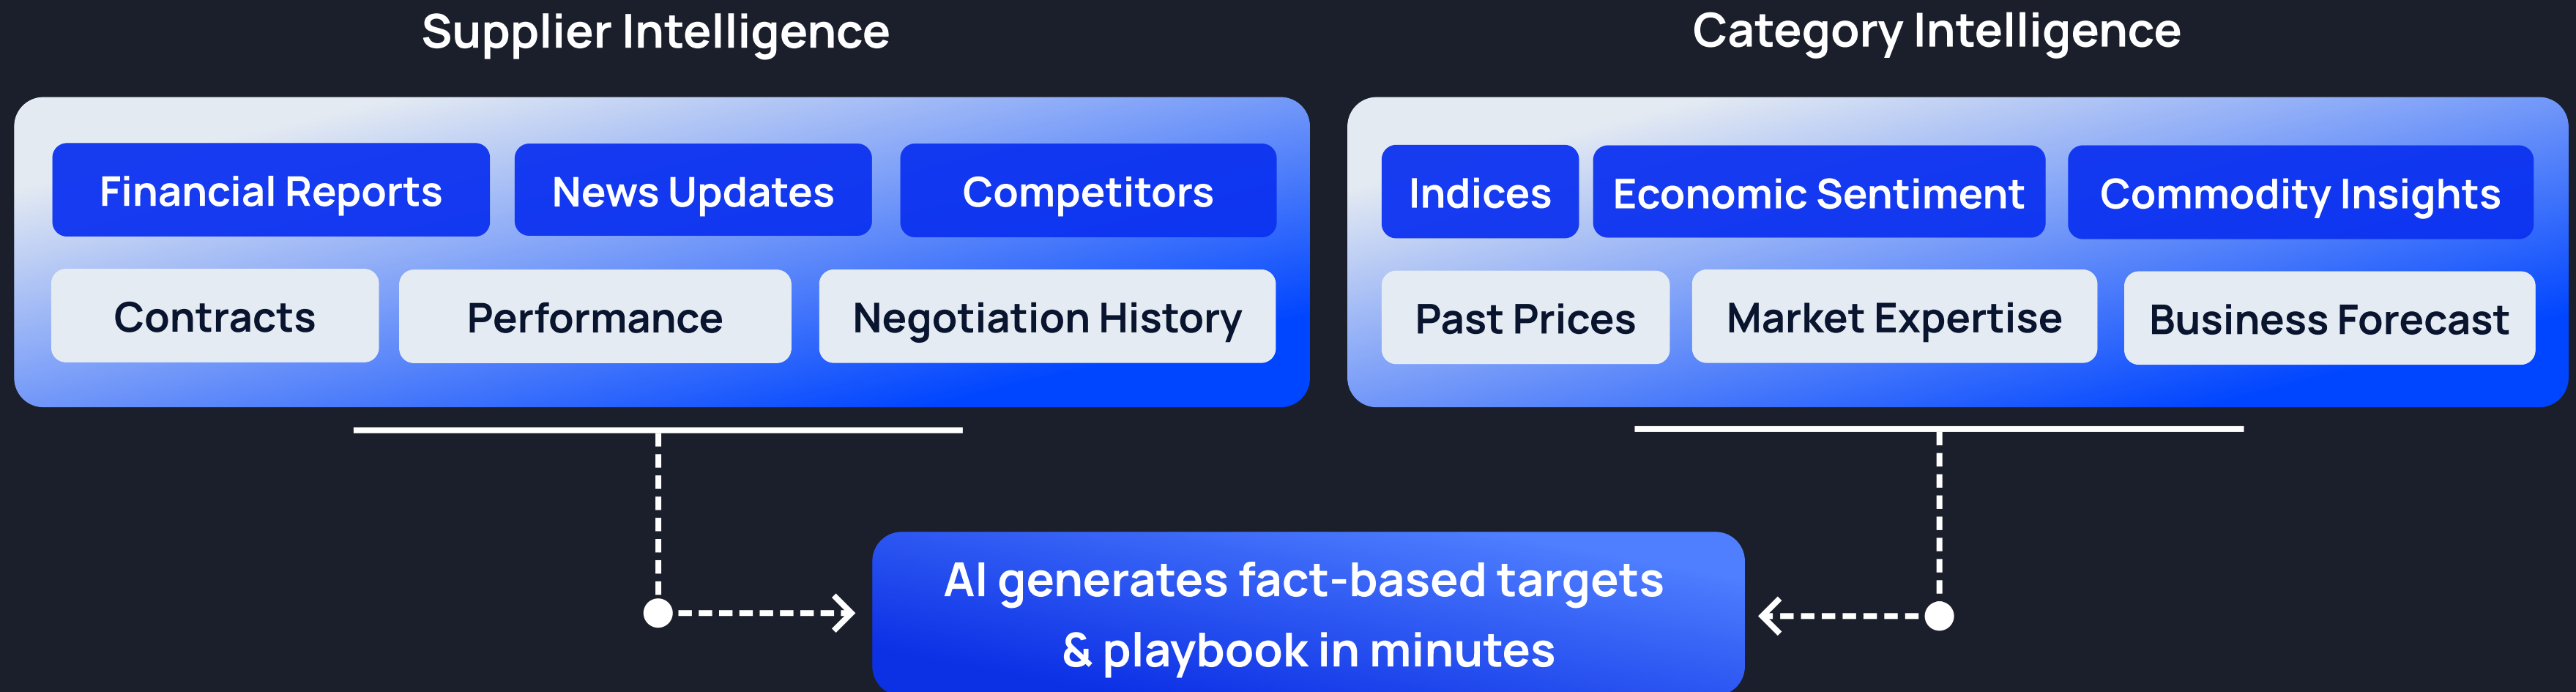 Supplier Intelligence
Category Intelligence
Financial Reports
News Updates
Competitors
Contracts
Performance
Negotiation History
Indices
Economic Sentiment
Commodity Insights
Past Prices
Market Expertise
Business Forecast
AI generates fact-based targets
& playbook in minutes